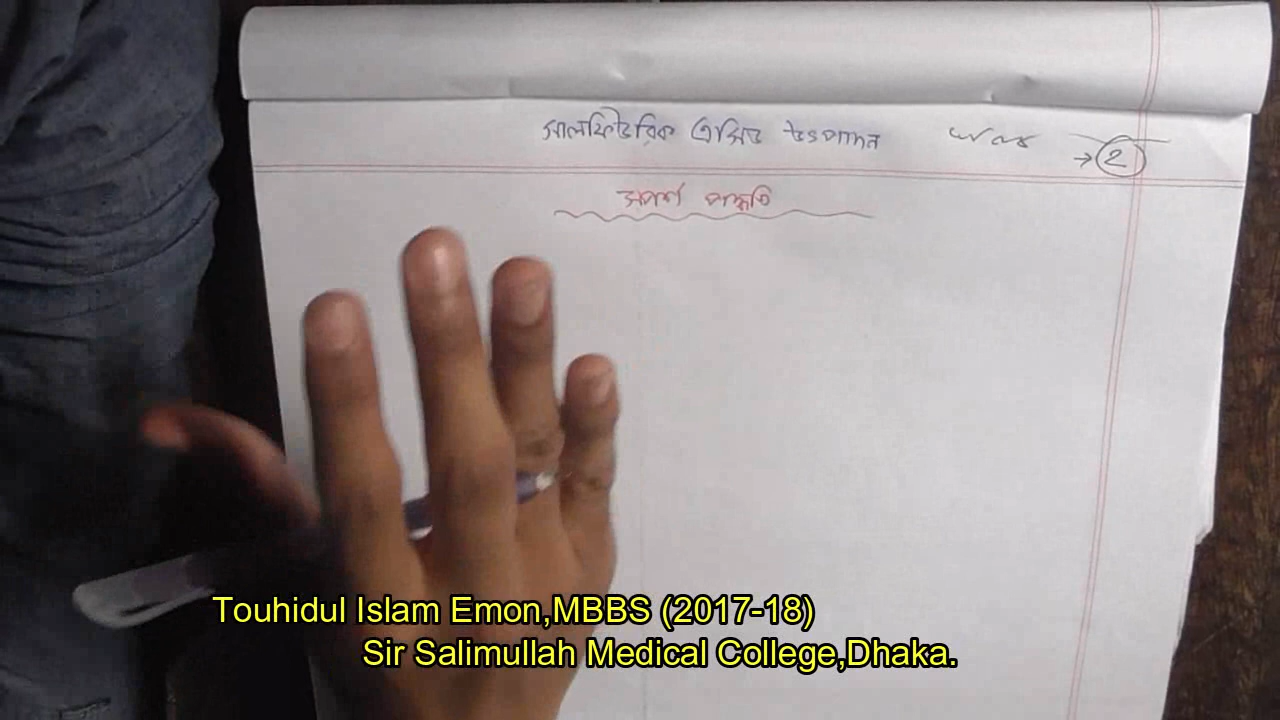 সালফিউরিক এসিড উৎপাদন
→ 2
স্পর্শ পদ্ধতি
Touhidul Islam Emon,MBBS (2017-18)
Sir Salimullah Medical College,Dhaka.